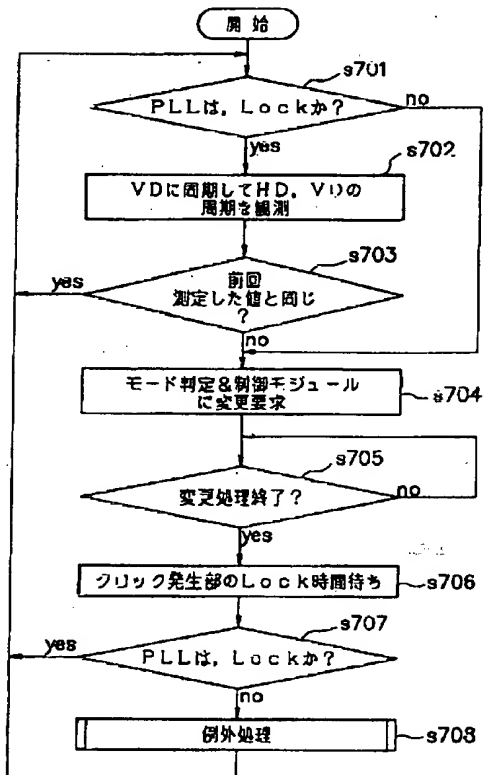 開始
s701
PLLは，Lockか？
no
yes
s702
VDに同期してHD，VDの
周期を観測
s703
yes
前回
測定した値と同じ
？
no
モード判定&制御モジュール
に変更要求
s704
s705
変更処理終了？
no
yes
クリック発生部のLock時間待ち
s706
s707
yes
PLLは，Lockか？
no
例外処理
s708